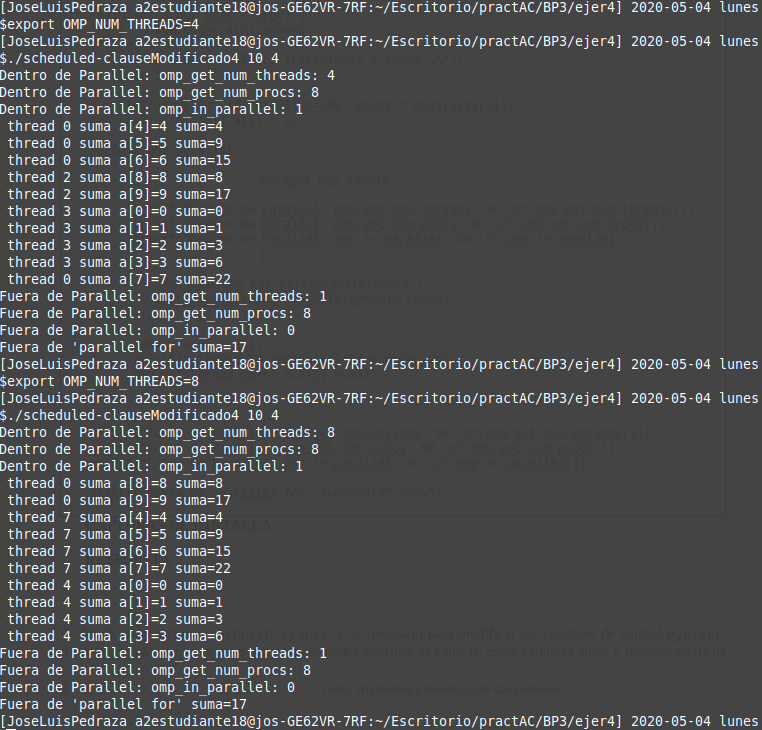 [JoseLuisPedraza a2estudiante18@jos-GE62VR-7RF:~/Escritorio/practAC/BP3/ejer4] 2020-05-04 lunes
$export OMP_NUM_THREADS=4
[JoseLuisPedraza a2estudiante18@jos-GE62VR-7RF:~/Escritorio/practAC/BP3/ejer4] 2020-05-04 lunes
$./scheduled-clauseModificado4 10 4
Dentro de Parallel: omp_get_num_threads: 4
Dentro de Parallel: omp_get_num_procs: 8
Dentro de Parallel: omp_in_parallel: 1
thread 0 suma a[4]=4 suma=4
thread 0 suma a[5]=5 suma=9
thread 0 suma a[6]=6 suma=15
thread 2 suma a[8]=8 suma=8
thread 2 suma a[9]=9 suma=17
thread 3 suma a[0]=0 suma=0
thread 3 suma a[1]=1 suma=1
thread 3 suma a[2]=2 suma=3
thread 3 suma a[3]=3 suma=6
thread 0 suma a[7]=7 suma=22
Fuera de Parallel: omp_get_num_threads: 1
Fuera de Parallel: omp_get_num_procs: 8
Fuera de Parallel: omp_in_parallel: 0
Fuera de 'parallel for' suma=17
[JoseLuisPedraza a2estudiante18@jos-GE62VR-7RF:~/Escritorio/practAC/BP3/ejer4] 2020-05-04 lunes
$export OMP_NUM_THREADS=8
[JoseLuisPedraza a2estudiante18@jos-GE62VR-7RF:~/Escritorio/practAC/BP3/ejer4] 2020-05-04 lunes
$./scheduled-clauseModificado4 10 4
Dentro de Parallel: omp_get_num_threads: 8
Dentro de Parallel: omp_get_num_procs: 8
Dentro de Parallel: omp_in_parallel: 1
thread 0 suma a[8]=8 suma=8
thread 0 suma a[9]=9 suma=17
thread 7 suma a[4]=4 suma=4
thread 7 suma a[5]=5 suma=9
thread 7 suma a[6]=6 suma=15
thread 7 suma a[7]=7 suma=22
thread 4 suma a[0]=0 suma=0
thread 4 suma a[1]=1 suma=1
thread 4 suma a[2]=2 suma=3
thread 4 suma a[3]=3 suma=6
Fuera de Parallel: omp_get_num_threads: 1
Fuera de Parallel: omp_get_num_procs: 8
Fuera de Parallel: omp_in_parallel: 0
Fuera de 'parallel for' suma=17
[JoseLuisPedraza a2estudiante18@jos-GE62VR-7RF:~/Escritorio/practAC/BP3/ejer4] 2020-05-04 lunes